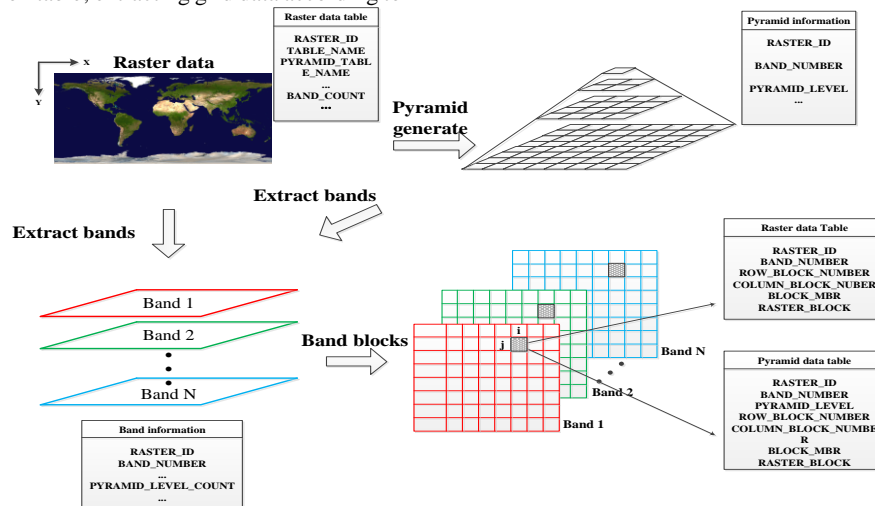 Raster data table
RASTER_ID
TABLE_NAME
PYRAMID_TABL
E_NAME
...
BAND_COUNT
...
Pyramid information
RASTER_ID
BAND_NUMBER
PYRAMID_LEVEL
...
X
Y
Raster data
Pyramid
generate
Extract bands
Extract bands
Band 1
Band 2
Band N
Band blocks
i
j
Band N
Band 2
Band 1
Raster data Table
RASTER_ID
BAND_NUMBER
ROW_BLOCK_NUMBER
COLUMN_BLOCK_NUBER
BLOCK_MBR
RASTER_BLOCK
Pyramid data table
RASTER_ID
BAND_NUMBER
PYRAMID_LEVEL
ROW_BLOCK_NUMBER
COLUMN_BLOCK_NUMBE
R
BLOCK_MBR
RASTER_BLOCK
Band information
RASTER_ID
BAND_NUMBER
...
PYRAMID_LEVEL_COUNT
...